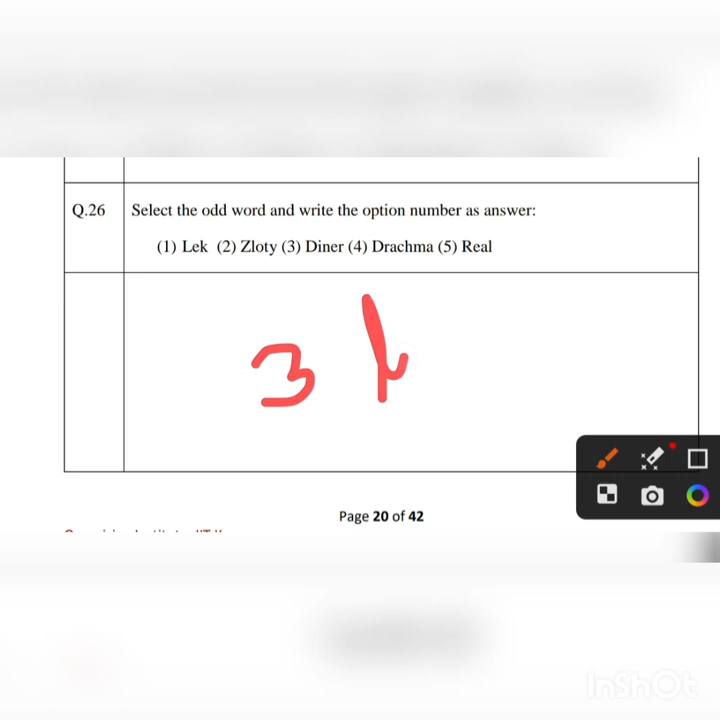 Q.26 Select the odd word and write the option number as answer:
(1) Lek (2) Zloty (3) Diner (4) Drachma (5) Real
3
Page 20 of 42
InShOt